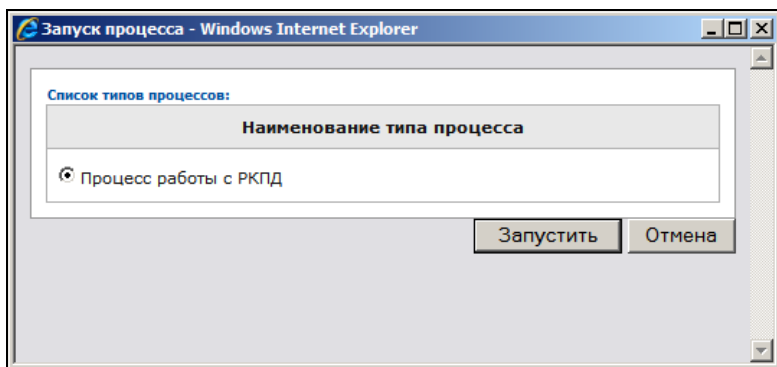 Запуск процесса - Windows Internet Explorer
Список типов процессов:
Наименование типа процесса
Процесс работы с РКПД
Запустить Отмена